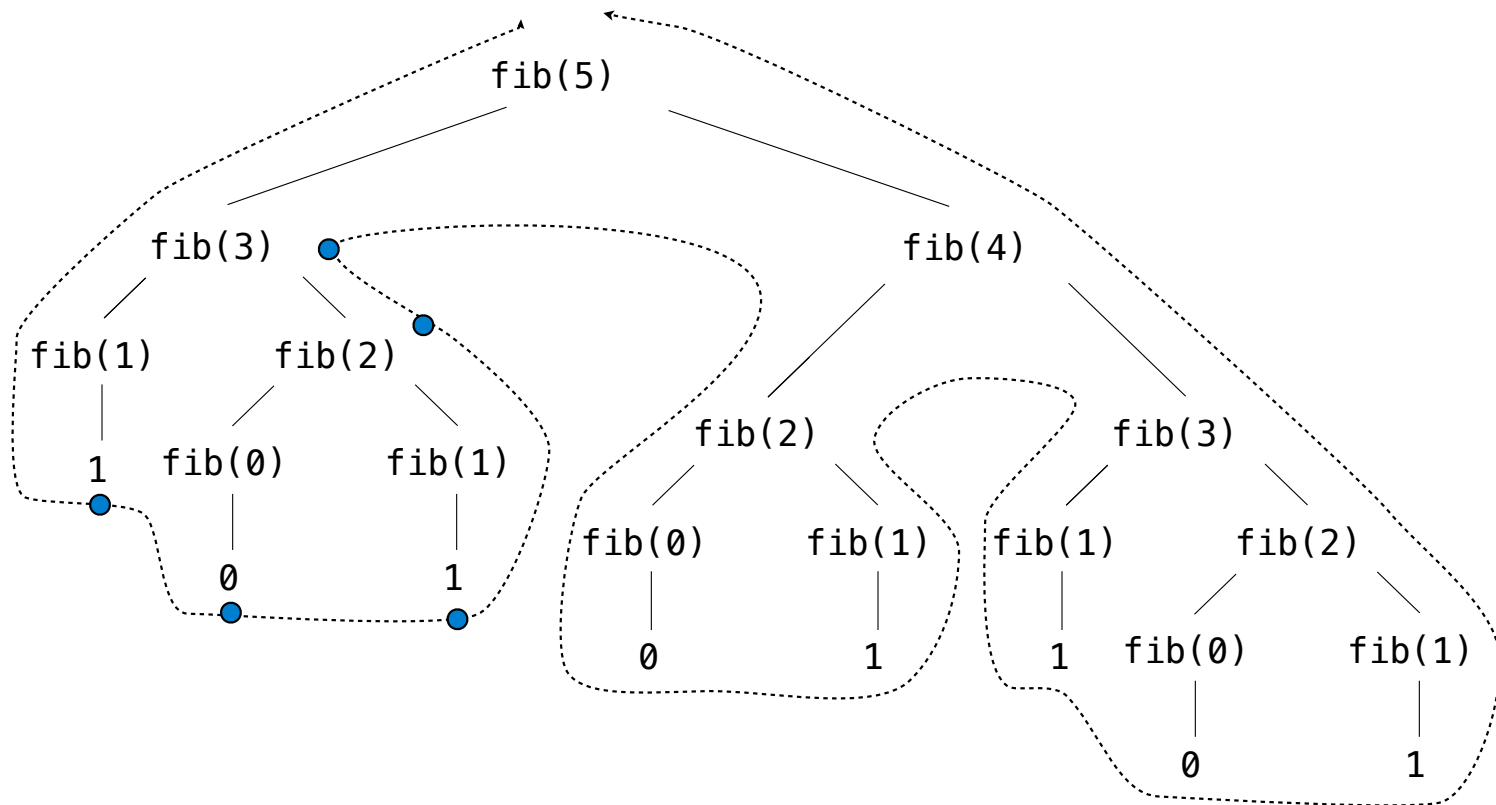 fib(5)
fib(3) fib(4)
fib(1) fib(2)
fib(2) fib(3)
1 fib(0) fib(1)
fib(0) fib(1) fib(1) fib(2)
0 1
0 1 1 fib(0) fib(1)
0 1